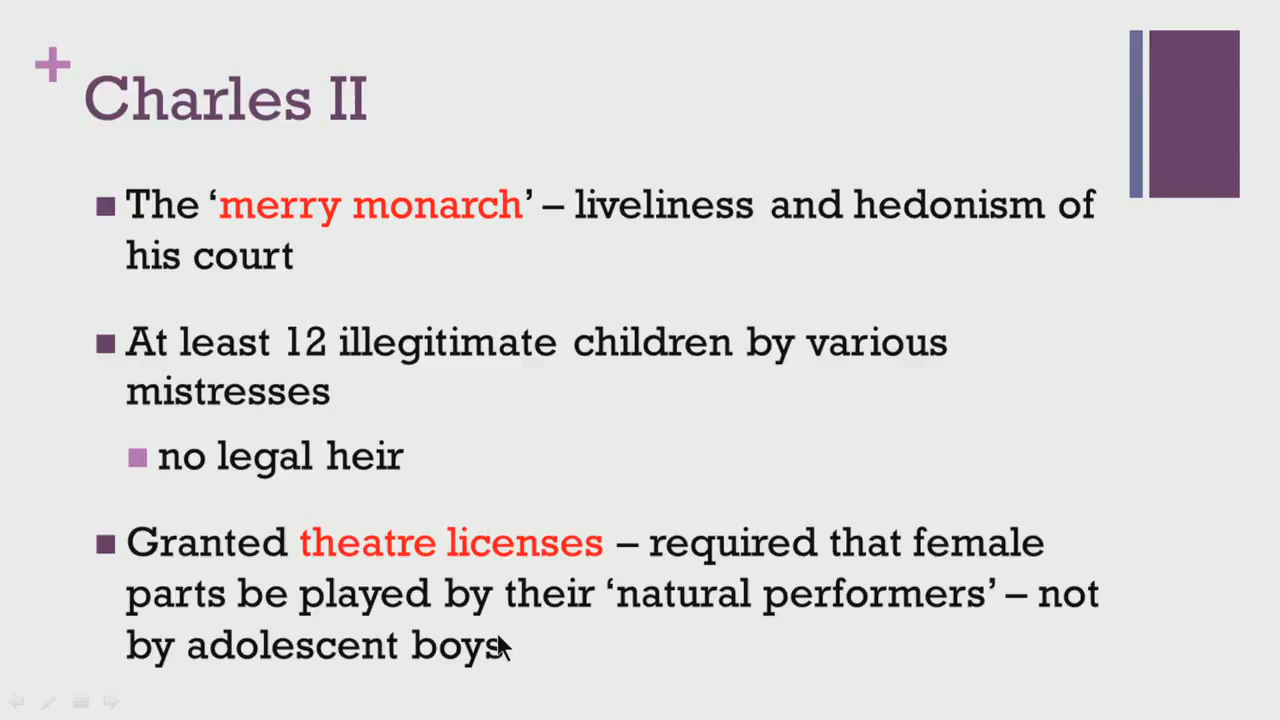 Charles II
The ‘merry monarch’ – liveliness and hedonism of
his court
At least 12 illegitimate children by various
mistresses
no legal heir
Granted theatre licenses – required that female
parts be played by their ‘natural performers’ – not
by adolescent boys